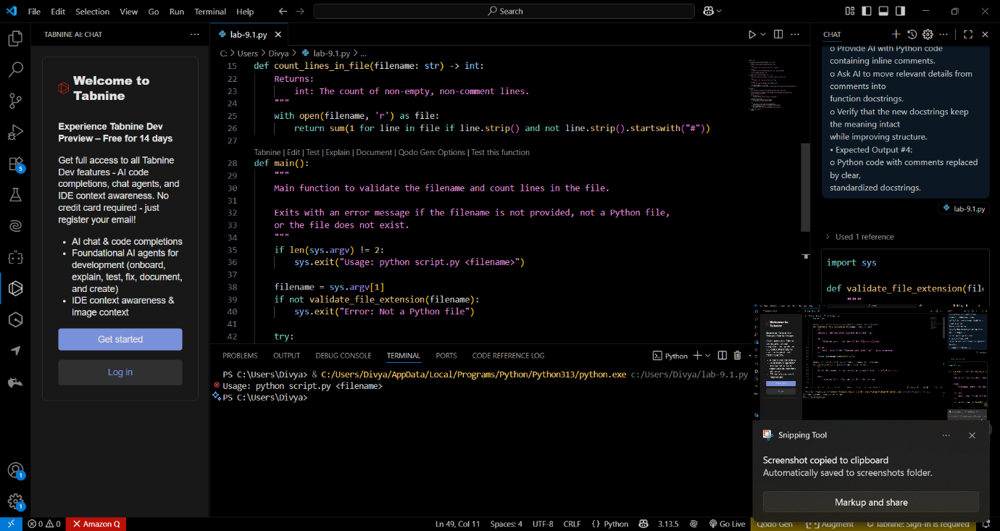 File Edit Selection View Go Run Terminal Help
Search
TABNINE AI: CHAT
Welcome to
Tabnine
Experience Tabnine Dev
Preview – Free for 14 days
Get full access to all Tabnine
Dev features - AI code
completions, chat agents, and
IDE context awareness. No
credit card required - just
register your email!
• AI chat & code completions
• Foundational AI agents for
development (onboard,
explain, test, fix, document,
and create)
• IDE context awareness &
image context
Get started
Log in
5
1
1
lab-9.1.py
C: > Users > Divya > lab-9.1.py > ...
15 def count_lines_in_file(filename: str) -> int:
22 Returns:
23 int: The count of non-empty, non-comment lines.
24 """
25 with open(filename, 'r') as file:
26 return sum(1 for line in file if line.strip() and not line.strip().startswith("#"))
27
Tabnine | Edit | Test | Explain | Document | Qodo Gen: Options | Test this function
28 def main():
29 """
30 Main function to validate the filename and count lines in the file.
31
32 Exits with an error message if the filename is not provided, not a Python file,
33 or the file does not exist.
34 """
35 if len(sys.argv) != 2:
36 sys.exit("Usage: python script.py <filename>")
37
38 filename = sys.argv[1]
39 if not validate_file_extension(filename):
40 sys.exit("Error: Not a Python file")
41
42 try:
PROBLEMS OUTPUT DEBUG CONSOLE TERMINAL PORTS CODE REFERENCE LOG
Python
PS C:\Users\Divya> & C:/Users/Divya/AppData/Local/Programs/Python/Python313/python.exe c:/Users/Divya/lab-9.1.py
Usage: python script.py <filename>
PS C:\Users\Divya>
CHAT
o Provide AI with Python code
containing inline comments.
o Ask AI to move relevant details from
comments into
function docstrings.
o Verify that the new docstrings keep
the meaning intact
while improving structure.
• Expected Output #4:
o Python code with comments replaced
by clear,
standardized docstrings.
lab-9.1.py
> Used 1 reference
import sys
def validate_file_extension(fil
"""
Snipping Tool
Screenshot copied to clipboard
Automatically saved to screenshots folder.
Markup and share
0 0 Amazon Q
Ln 49, Col 11 Spaces: 4 UTF-8 CRLF {} Python 3.13.5 Go Live Qodo Gen Augment Tabnine: Sign-in is required